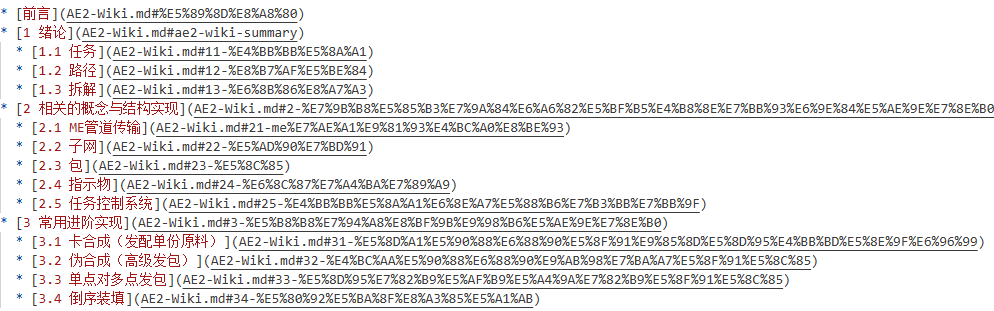 * [前言](AE2-Wiki.md#%E5%89%8D%E8%A8%80)
* [1 绪论](AE2-Wiki.md#ae2-wiki-summary)
* [1.1 任务](AE2-Wiki.md#11-%E4%BB%BB%E5%8A%A1)
* [1.2 路径](AE2-Wiki.md#12-%E8%B7%AF%E5%BE%84)
* [1.3 拆解](AE2-Wiki.md#13-%E6%8B%86%E8%A7%A3)
* [2 相关的概念与结构实现](AE2-Wiki.md#2-%E7%9B%B8%E5%85%B3%E7%9A%84%E6%A6%82%E5%BF%B5%E4%B8%8E%E7%BB%93%E6%9E%84%E5%AE%9E%E7%8E%B0
* [2.1 ME管道传输](AE2-Wiki.md#21-me%E7%AE%A1%E9%81%93%E4%BC%A0%E8%BE%93)
* [2.2 子网](AE2-Wiki.md#22-%E5%AD%90%E7%BD%91)
* [2.3 包](AE2-Wiki.md#23-%E5%8C%85)
* [2.4 指示物](AE2-Wiki.md#24-%E6%8C%87%E7%A4%BA%E7%89%A9)
* [2.5 任务控制系统](AE2-Wiki.md#25-%E4%BB%BB%E5%8A%A1%E6%8E%A7%E5%88%B6%E7%B3%BB%E7%BB%9F)
* [3 常用进阶实现](AE2-Wiki.md#3-%E5%B8%B8%E7%94%A8%E8%BF%9B%E9%98%B6%E5%AE%9E%E7%8E%B0)
* [3.1 卡合成（发配单份原料）](AE2-Wiki.md#31-%E5%8D%A1%E5%90%88%E6%88%90%E5%8F%91%E9%85%8D%E5%8D%95%E4%BB%BD%E5%8E%9F%E6%96%99)
* [3.2 伪合成（高级发包）](AE2-Wiki.md#32-%E4%BC%AA%E5%90%88%E6%88%90%E9%AB%98%E7%BA%A7%E5%8F%91%E5%8C%85)
* [3.3 单点对多点发包](AE2-Wiki.md#33-%E5%8D%95%E7%82%B9%E5%AF%B9%E5%A4%9A%E7%82%B9%E5%8F%91%E5%8C%85)
* [3.4 倒序装填](AE2-Wiki.md#34-%E5%80%92%E5%BA%8F%E8%A3%85%E5%A1%AB)